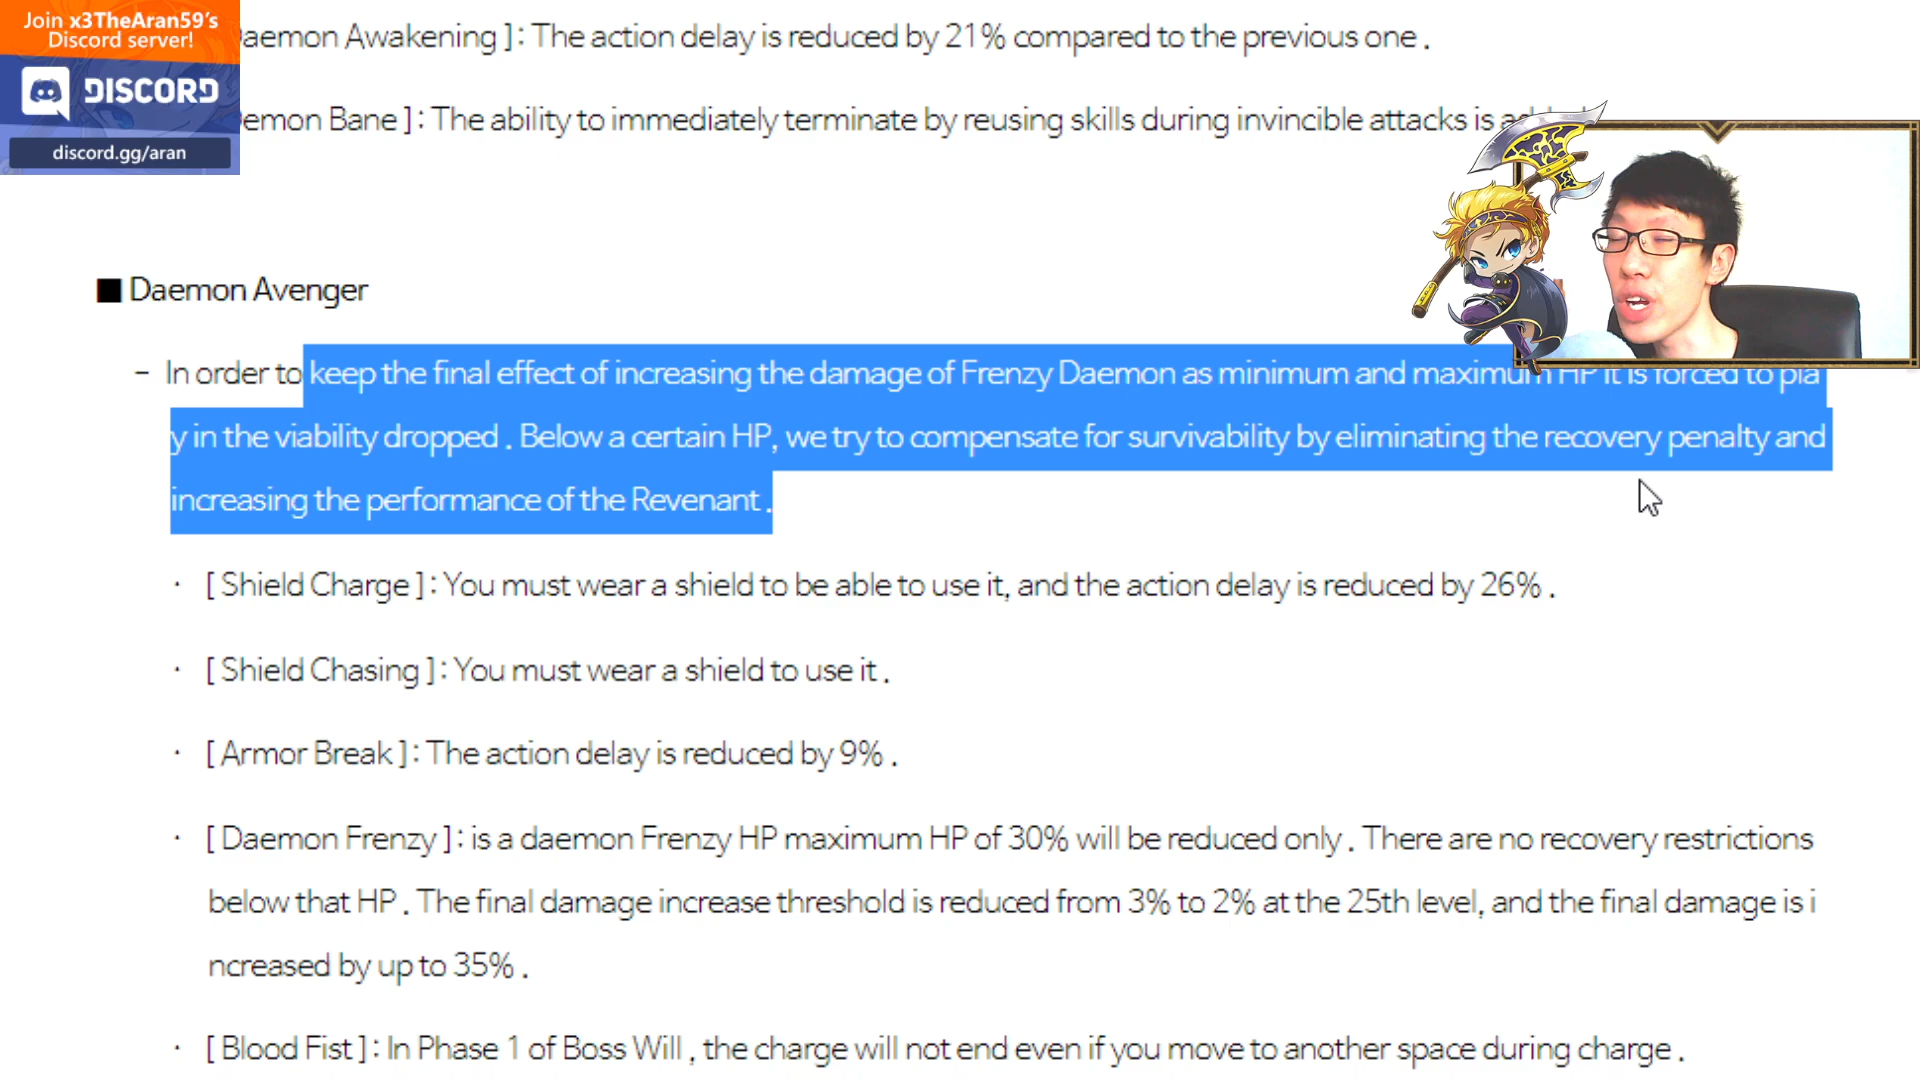 Join x3TheAran59's
Discord server!
DISCORD
discord.gg/aran
aemon Awakening ]: The action delay is reduced by 21% compared to the previous one .
emon Bane ]: The ability to immediately terminate by reusing skills during invincible attacks is
■ Daemon Avenger
- In order to keep the final effect of increasing the damage of Frenzy Daemon as minimum and maximum HP it is forced to pla
y in the viability dropped . Below a certain HP, we try to compensate for survivability by eliminating the recovery penalty and
increasing the performance of the Revenant .
· [ Shield Charge ]: You must wear a shield to be able to use it, and the action delay is reduced by 26% .
· [ Shield Chasing ]: You must wear a shield to use it .
· [ Armor Break ]: The action delay is reduced by 9% .
· [ Daemon Frenzy ]: is a daemon Frenzy HP maximum HP of 30% will be reduced only . There are no recovery restrictions
below that HP . The final damage increase threshold is reduced from 3% to 2% at the 25th level, and the final damage is i
ncreased by up to 35% .
· [ Blood Fist ]: In Phase 1 of Boss Will , the charge will not end even if you move to another space during charge .